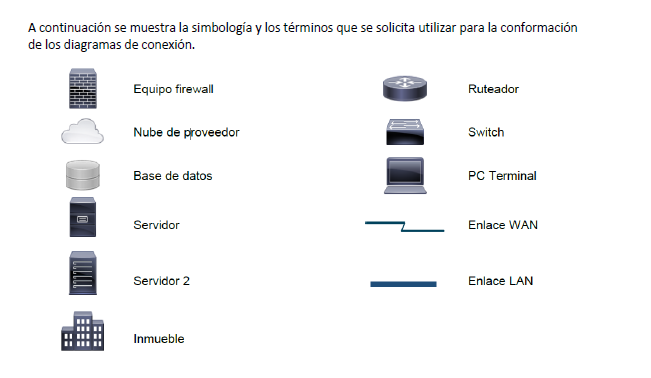 A continuación se muestra la simbología y los términos que se solicita utilizar para la conformación
de los diagramas de conexión.
Equipo firewall
Ruteador
Nube de proveedor
Switch
Base de datos
PC Terminal
Servidor
Enlace WAN
Servidor 2
Enlace LAN
Inmueble